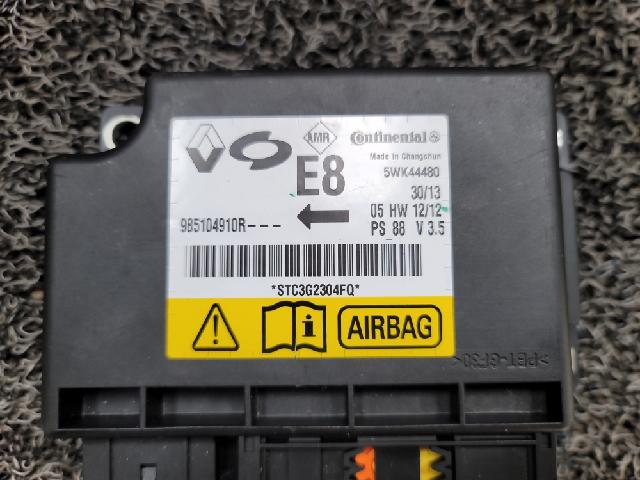 AMR
Continental
Made in Changchun
E8
5WK44480
30/13
985104910R---
05 HW 12/12
PS 88 V 3.5
*STC3G2304FQ*
i
AIRBAG
>PBT-GF30<